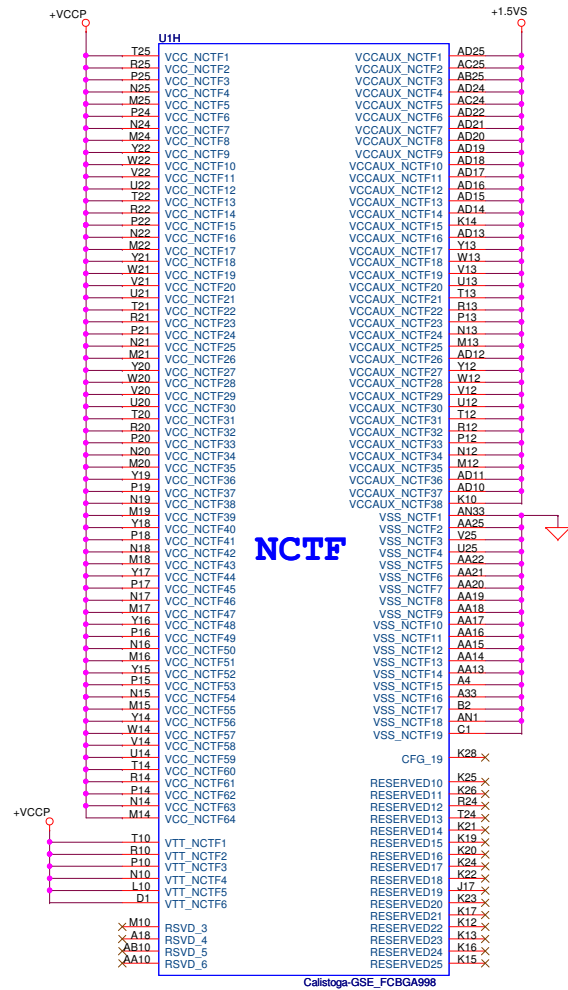 +VCCP
+1.5VS
U1H
T25 VCC_NCTF1
R25 VCC_NCTF2
P25 VCC_NCTF3
N25 VCC_NCTF4
M25 VCC_NCTF5
P24 VCC_NCTF6
N24 VCC_NCTF7
M24 VCC_NCTF8
Y22 VCC_NCTF9
W22 VCC_NCTF10
V22 VCC_NCTF11
U22 VCC_NCTF12
T22 VCC_NCTF13
R22 VCC_NCTF14
P22 VCC_NCTF15
N22 VCC_NCTF16
M22 VCC_NCTF17
Y21 VCC_NCTF18
W21 VCC_NCTF19
V21 VCC_NCTF20
U21 VCC_NCTF21
T21 VCC_NCTF22
R21 VCC_NCTF23
P21 VCC_NCTF24
N21 VCC_NCTF25
M21 VCC_NCTF26
Y20 VCC_NCTF27
W20 VCC_NCTF28
V20 VCC_NCTF29
U20 VCC_NCTF30
T20 VCC_NCTF31
R20 VCC_NCTF32
P20 VCC_NCTF33
N20 VCC_NCTF34
M20 VCC_NCTF35
Y19 VCC_NCTF36
P19 VCC_NCTF37
N19 VCC_NCTF38
M19 VCC_NCTF39
Y18 VCC_NCTF40
P18 VCC_NCTF41
N18 VCC_NCTF42
M18 VCC_NCTF43
Y17 VCC_NCTF44
P17 VCC_NCTF45
N17 VCC_NCTF46
M17 VCC_NCTF47
Y16 VCC_NCTF48
P16 VCC_NCTF49
N16 VCC_NCTF50
M16 VCC_NCTF51
Y15 VCC_NCTF52
P15 VCC_NCTF53
N15 VCC_NCTF54
M15 VCC_NCTF55
Y14 VCC_NCTF56
W14 VCC_NCTF57
V14 VCC_NCTF58
U14 VCC_NCTF59
T14 VCC_NCTF60
R14 VCC_NCTF61
P14 VCC_NCTF62
N14 VCC_NCTF63
M14 VCC_NCTF64
+VCCP
T10 VTT_NCTF1
R10 VTT_NCTF2
P10 VTT_NCTF3
N10 VTT_NCTF4
L10 VTT_NCTF5
D1 VTT_NCTF6
M10 RSVD_3
A18 RSVD_4
AB10 RSVD_5
AA10 RSVD_6
NCTF
VCCAUX_NCTF1 AD25
VCCAUX_NCTF2 AC25
VCCAUX_NCTF3 AB25
VCCAUX_NCTF4 AD24
VCCAUX_NCTF5 AC24
VCCAUX_NCTF6 AD22
VCCAUX_NCTF7 AD21
VCCAUX_NCTF8 AD20
VCCAUX_NCTF9 AD19
VCCAUX_NCTF10 AD18
VCCAUX_NCTF11 AD17
VCCAUX_NCTF12 AD16
VCCAUX_NCTF13 AD15
VCCAUX_NCTF14 AD14
VCCAUX_NCTF15 K14
VCCAUX_NCTF16 AD13
VCCAUX_NCTF17 Y13
VCCAUX_NCTF18 W13
VCCAUX_NCTF19 V13
VCCAUX_NCTF20 U13
VCCAUX_NCTF21 T13
VCCAUX_NCTF22 R13
VCCAUX_NCTF23 P13
VCCAUX_NCTF24 N13
VCCAUX_NCTF25 M13
VCCAUX_NCTF26 AD12
VCCAUX_NCTF27 Y12
VCCAUX_NCTF28 W12
VCCAUX_NCTF29 V12
VCCAUX_NCTF30 U12
VCCAUX_NCTF31 T12
VCCAUX_NCTF32 R12
VCCAUX_NCTF33 P12
VCCAUX_NCTF34 N12
VCCAUX_NCTF35 M12
VCCAUX_NCTF36 AD11
VCCAUX_NCTF37 AD10
VCCAUX_NCTF38 K10
VSS_NCTF1 AN33
VSS_NCTF2 AA25
VSS_NCTF3 V25
VSS_NCTF4 U25
VSS_NCTF5 AA22
VSS_NCTF6 AA21
VSS_NCTF7 AA20
VSS_NCTF8 AA19
VSS_NCTF9 AA18
VSS_NCTF10 AA17
VSS_NCTF11 AA16
VSS_NCTF12 AA15
VSS_NCTF13 AA14
VSS_NCTF14 AA13
VSS_NCTF15 A4
VSS_NCTF16 A33
VSS_NCTF17 B2
VSS_NCTF18 AN1
VSS_NCTF19 C1
CFG_19 K28
RESERVED10 K25
RESERVED11 K26
RESERVED12 R24
RESERVED13 T24
RESERVED14 K21
RESERVED15 K19
RESERVED16 K20
RESERVED17 K24
RESERVED18 K22
RESERVED19 J17
RESERVED20 K23
RESERVED21 K17
RESERVED22 K12
RESERVED23 K13
RESERVED24 K16
RESERVED25 K15
Calistoga-GSE_FCBGA998